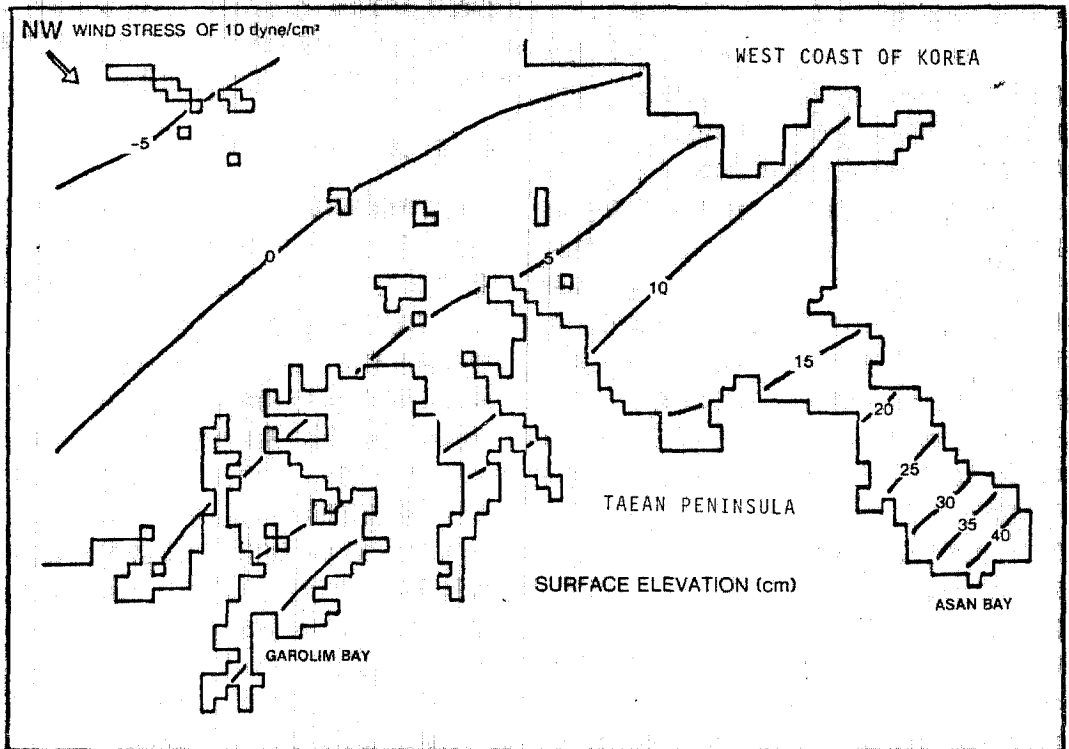 NW WIND STRESS OF 10 dyne/cm²
WEST COAST OF KOREA
-5
0
5
10
15
20
25
30
35
40
TAEAN PENINSULA
SURFACE ELEVATION (cm)
ASAN BAY
GAROLIM BAY